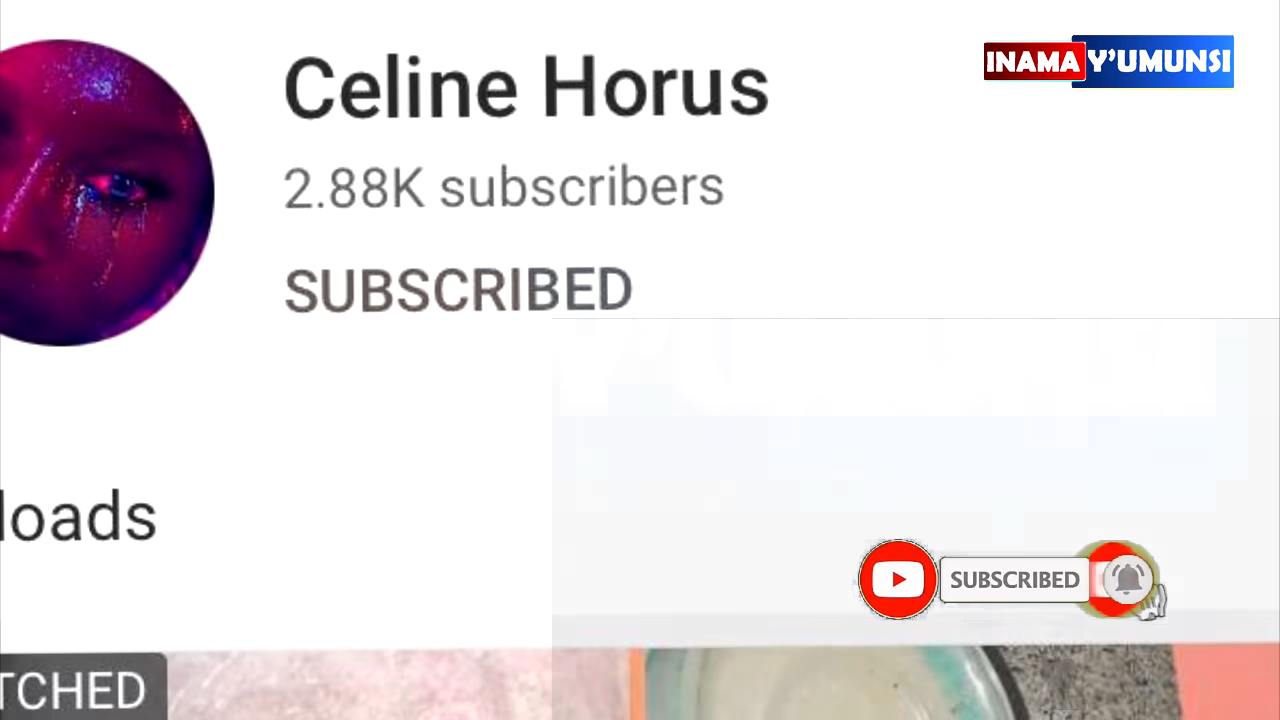 Celine Horus
INAMA Y'UMUNSI
2.88K subscribers
SUBSCRIBED
loads
SUBSCRIBED
TCHED